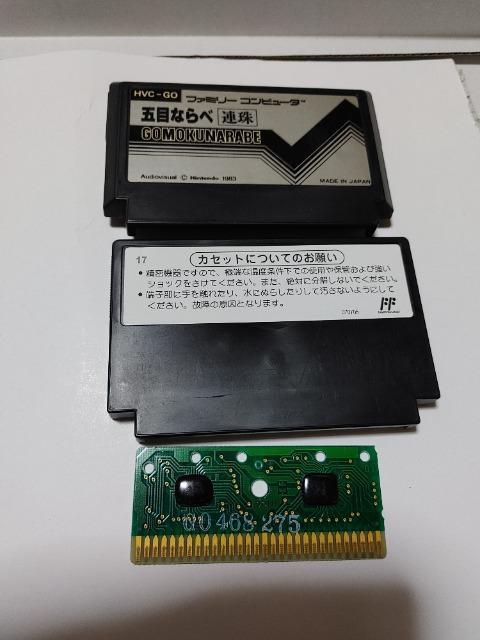 HVC-GO ファミリー コンピュータ™
五目ならべ 連珠
GOMOKUNARABE
Audiovisual © Nintendo 1983
MADE IN JAPAN
17
カセットについてのお願い
● 精密機器ですので、極端な温度条件下での使用や保管および強い
ショックをさけてください。また、絶対に分解しないでください。
● 端子部に手を触れたり、水にぬらしたりして汚さないようにして
ください。故障の原因となります。
FF
GO468 275